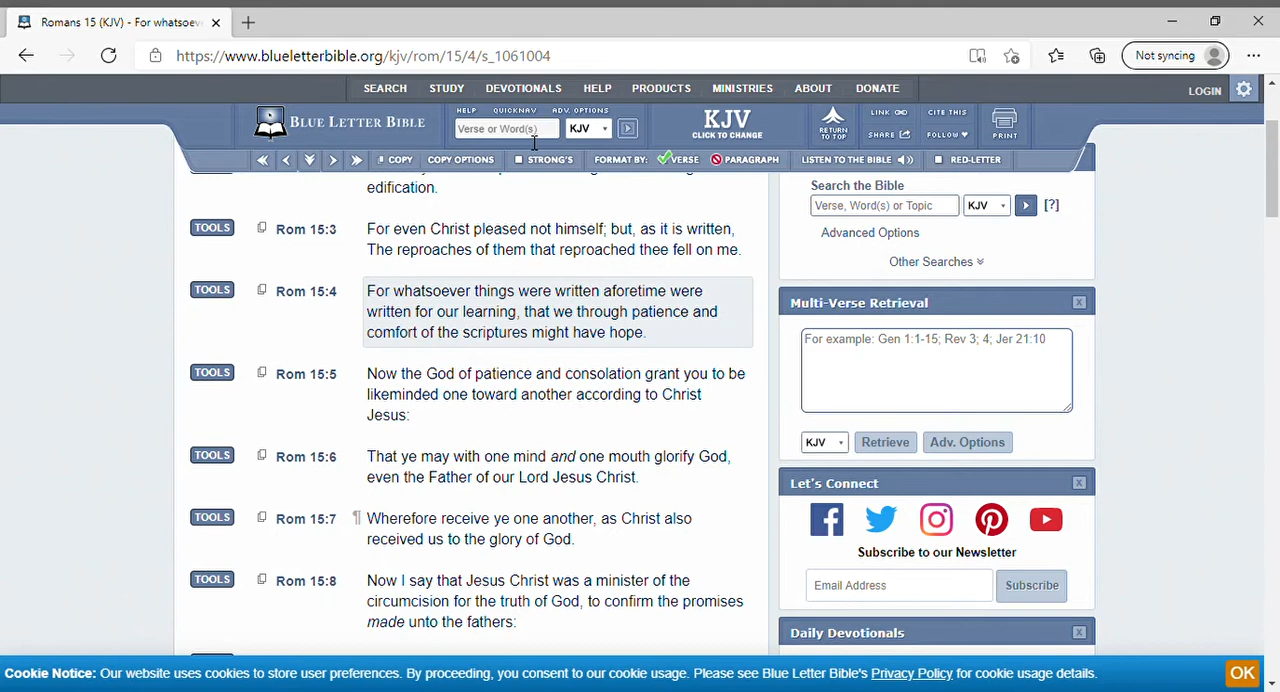 Romans 15 (KJV) - For whatsoev
https://www.blueletterbible.org/kjv/rom/15/4/s_1061004
Not syncing
SEARCH STUDY DEVOTIONALS HELP PRODUCTS MINISTRIES ABOUT DONATE
LOGIN
BLUE LETTER BIBLE
HELP QUICKNAV ADV. OPTIONS
Verse or Word(s) KJV
KJV
CLICK TO CHANGE
RETURN TO TOP
LINK CITE THIS
SHARE FOLLOW
PRINT
COPY COPY OPTIONS STRONG'S FORMAT BY: VERSE PARAGRAPH LISTEN TO THE BIBLE RED-LETTER
edification.
TOOLS Rom 15:3 For even Christ pleased not himself; but, as it is written,
The reproaches of them that reproached thee fell on me.
TOOLS Rom 15:4 For whatsoever things were written aforetime were
written for our learning, that we through patience and
comfort of the scriptures might have hope.
TOOLS Rom 15:5 Now the God of patience and consolation grant you to be
likeminded one toward another according to Christ
Jesus:
TOOLS Rom 15:6 That ye may with one mind and one mouth glorify God,
even the Father of our Lord Jesus Christ.
TOOLS Rom 15:7 ¶ Wherefore receive ye one another, as Christ also
received us to the glory of God.
TOOLS Rom 15:8 Now I say that Jesus Christ was a minister of the
circumcision for the truth of God, to confirm the promises
made unto the fathers:
Search the Bible
Verse, Word(s) or Topic KJV [?]
Advanced Options
Other Searches
Multi-Verse Retrieval X
For example: Gen 1:1-15; Rev 3; 4; Jer 21:10
KJV Retrieve Adv. Options
Let's Connect X
Subscribe to our Newsletter
Email Address Subscribe
Daily Devotionals X
Cookie Notice: Our website uses cookies to store user preferences. By proceeding, you consent to our cookie usage. Please see Blue Letter Bible's Privacy Policy for cookie usage details. OK